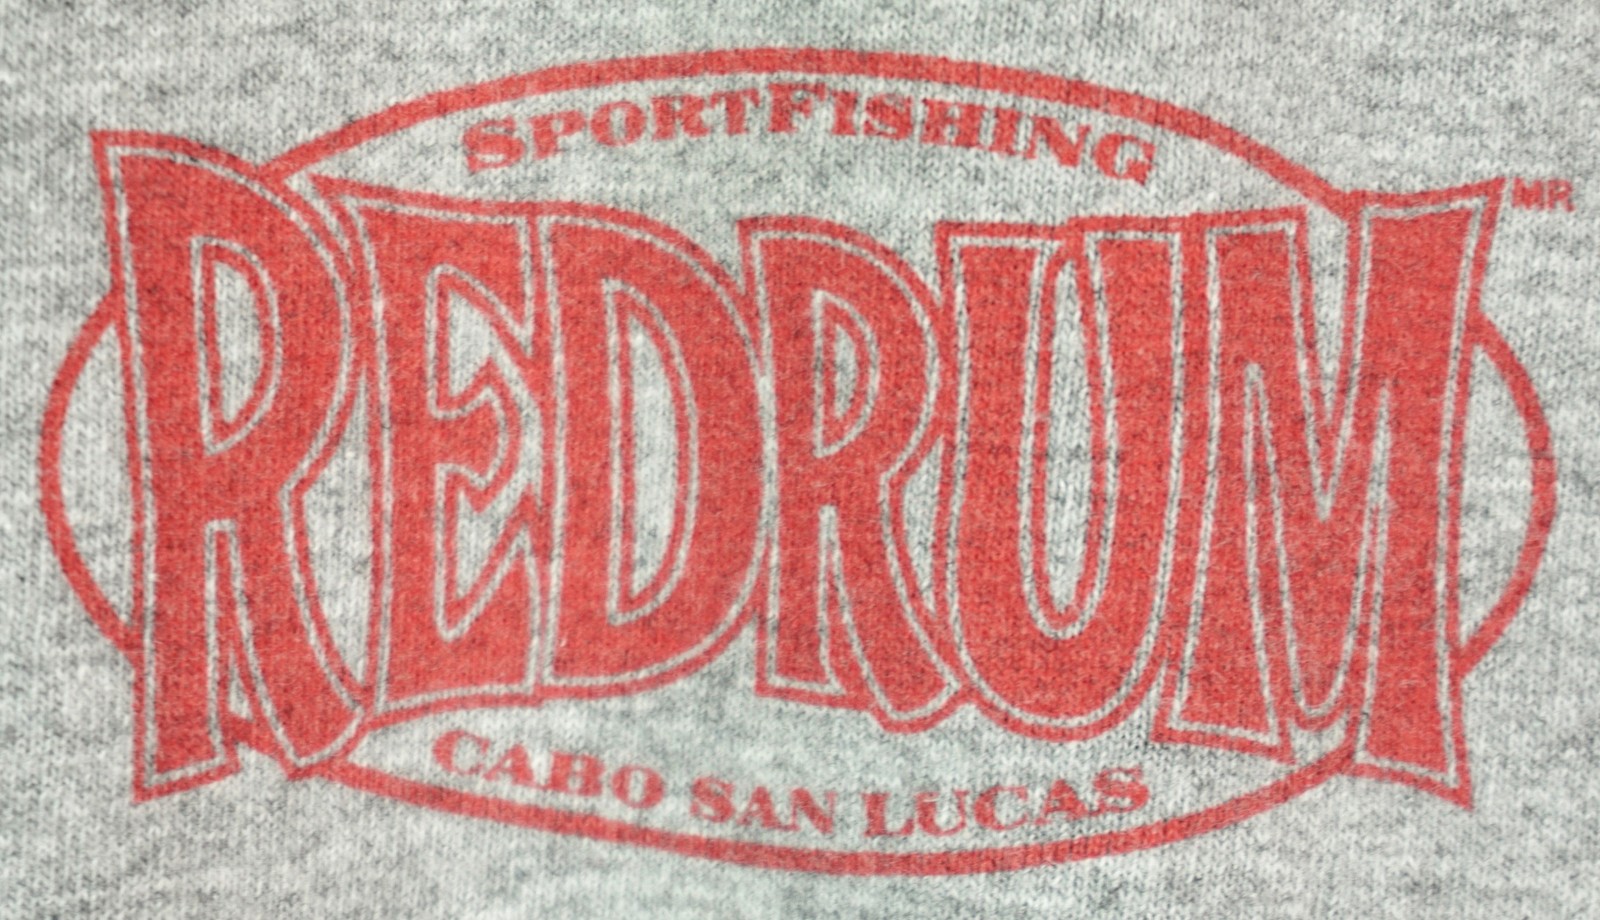 SPORTFISHING
REDRUM MR
CABO SAN LUCAS